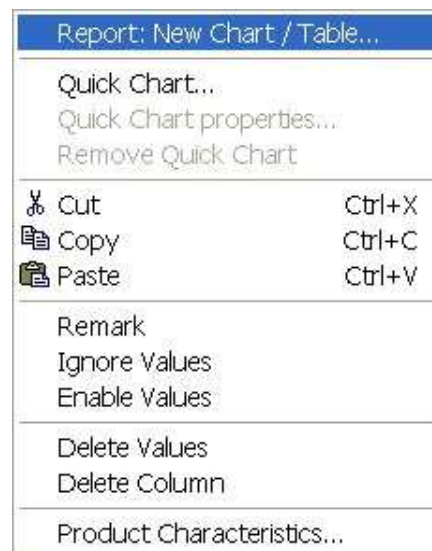 Report: New Chart / Table...
Quick Chart...
Quick Chart properties...
Remove Quick Chart
Cut Ctrl+X
Copy Ctrl+C
Paste Ctrl+V
Remark
Ignore Values
Enable Values
Delete Values
Delete Column
Product Characteristics...